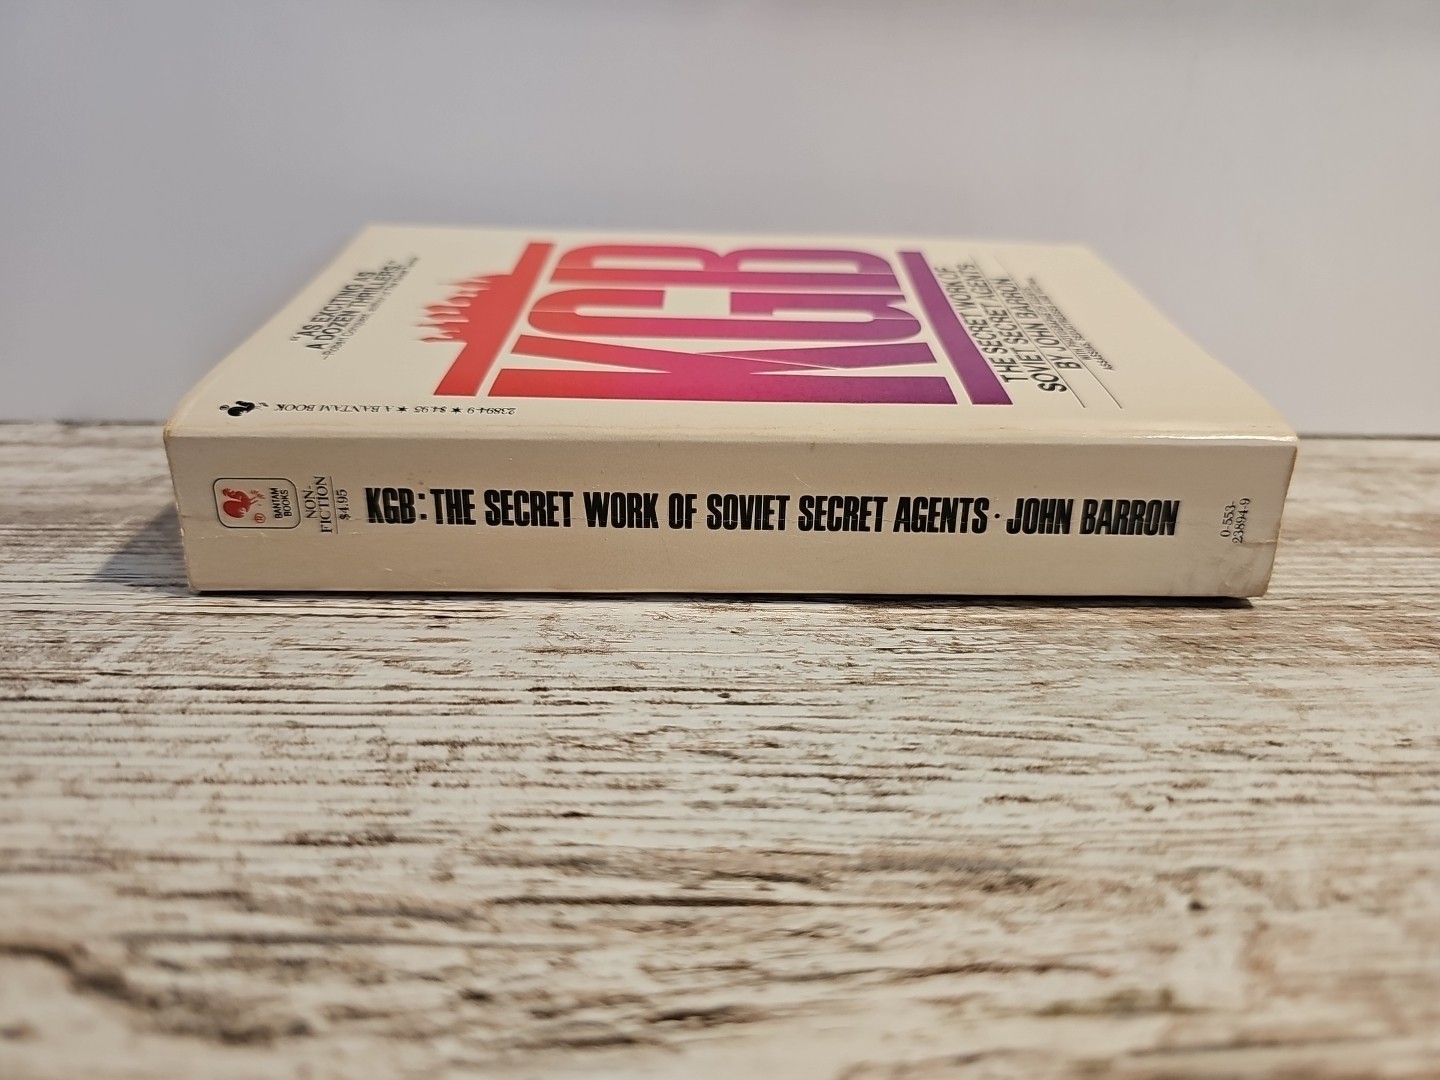 "AS EXCITING AS
A DOZEN THRILLERS."
KGB
THE SECRET WORK OF
SOVIET SECRET AGENTS
BY JOHN BARRON
23894-9 ★ $4.95 ★ A BANTAM BOOK
BANTAM
BOOKS
NON-
FICTION
$4.95
KGB: THE SECRET WORK OF SOVIET SECRET AGENTS · JOHN BARRON
0-553-
23894-9